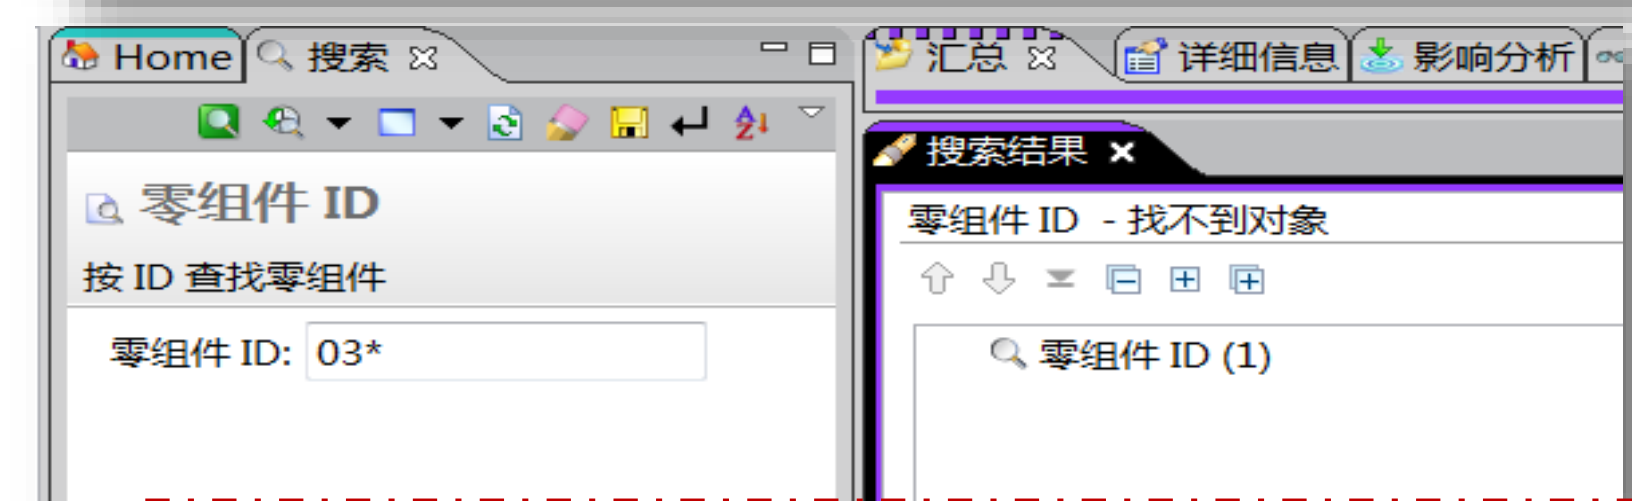 Home 搜索
零组件 ID
按 ID 查找零组件
零组件 ID: 03*
汇总 详细信息 影响分析
搜索结果
零组件 ID - 找不到对象
零组件 ID (1)